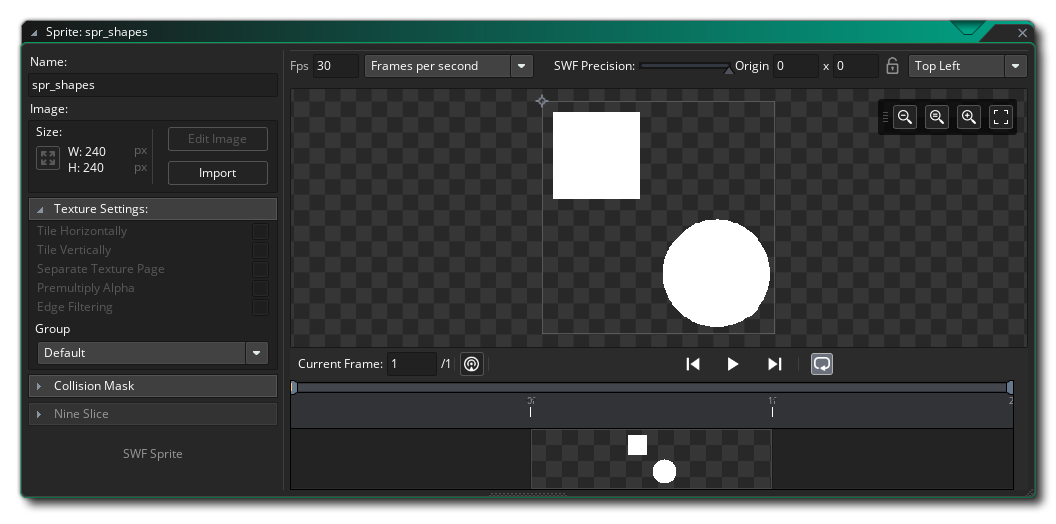 Sprite: spr_shapes
Name:
spr_shapes
Image:
Size:
W: 240 px
H: 240 px
Edit Image
Import
Texture Settings:
Tile Horizontally
Tile Vertically
Separate Texture Page
Premultiply Alpha
Edge Filtering
Group
Default
Collision Mask
Nine Slice
SWF Sprite
Fps 30 Frames per second SWF Precision: Origin 0 x 0 Top Left
Current Frame: 1 /1